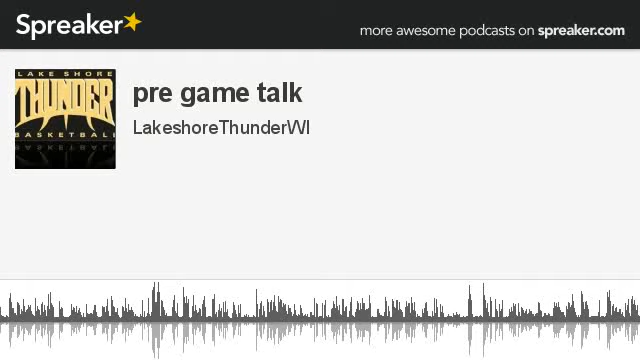 Spreaker
more awesome podcasts on spreaker.com
LAKE SHORE
THUNDER
BASKETBALL
pre game talk
LakeshoreThunderWI